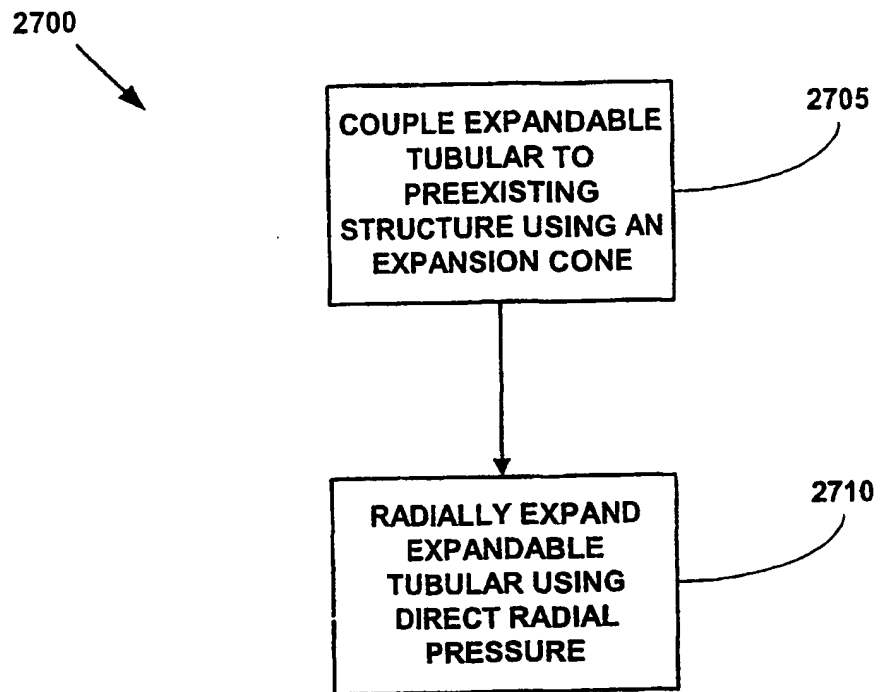 2700
COUPLE EXPANDABLE
TUBULAR TO
PREEXISTING
STRUCTURE USING AN
EXPANSION CONE
2705
RADIALLY EXPAND
EXPANDABLE
TUBULAR USING
DIRECT RADIAL
PRESSURE
2710